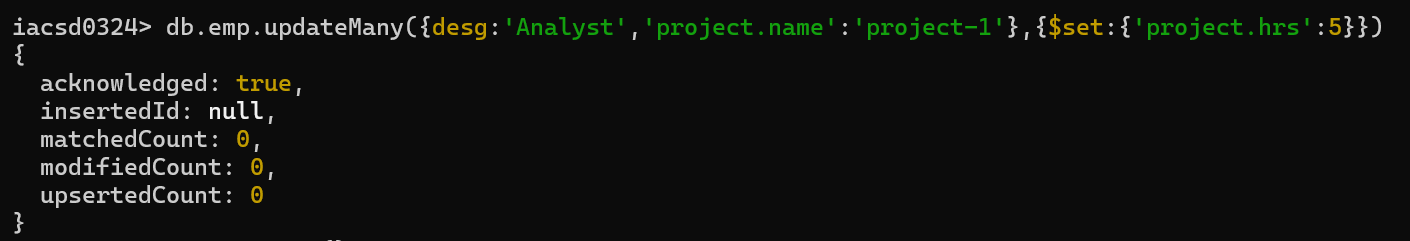 iacsd0324> db.emp.updateMany({desg:'Analyst','project.name':'project-1'},{$set:{'project.hrs':5}})
{
  acknowledged: true,
  insertedId: null,
  matchedCount: 0,
  modifiedCount: 0,
  upsertedCount: 0
}